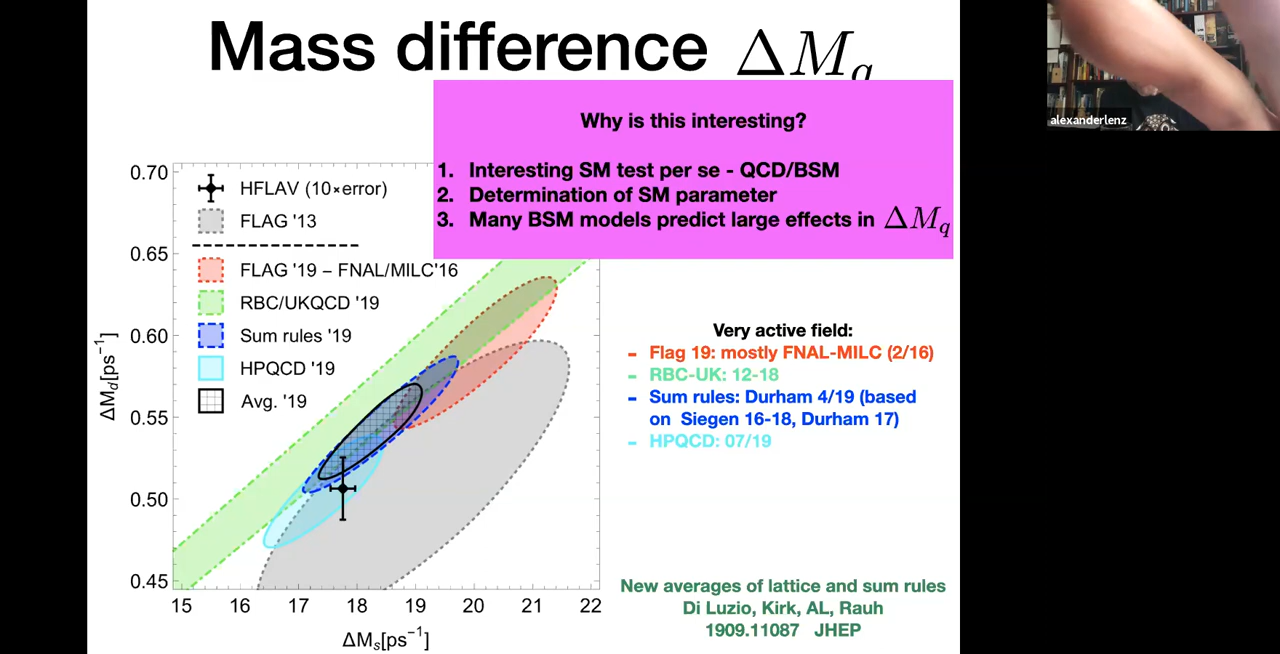 Mass difference ΔM_q
Why is this interesting?
1. Interesting SM test per se - QCD/BSM
2. Determination of SM parameter
3. Many BSM models predict large effects in ΔM_q
alexanderlenz
0.70
0.65
0.60
0.55
0.50
0.45
ΔM_d[ps⁻¹]
HFLAV (10×error)
FLAG '13
FLAG '19 – FNAL/MILC'16
RBC/UKQCD '19
Sum rules '19
HPQCD '19
Avg. '19
15 16 17 18 19 20 21 22
ΔM_s[ps⁻¹]
Very active field:
- Flag 19: mostly FNAL-MILC (2/16)
- RBC-UK: 12-18
- Sum rules: Durham 4/19 (based
on Siegen 16-18, Durham 17)
- HPQCD: 07/19
New averages of lattice and sum rules
Di Luzio, Kirk, AL, Rauh
1909.11087 JHEP